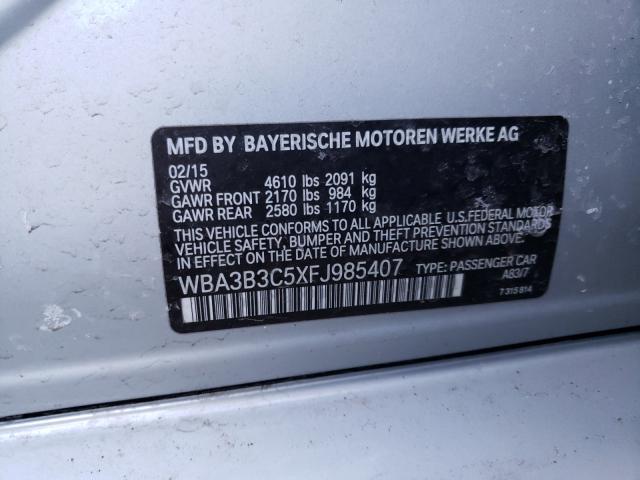 MFD BY BAYERISCHE MOTOREN WERKE AG
02/15
GVWR 4610 lbs 2091 kg
GAWR FRONT 2170 lbs 984 kg
GAWR REAR 2580 lbs 1170 kg
THIS VEHICLE CONFORMS TO ALL APPLICABLE U.S.FEDERAL MOTOR
VEHICLE SAFETY, BUMPER AND THEFT PREVENTION STANDARDS
IN EFFECT ON THE DATE OF MANUFACTURE SHOWN ABOVE.
WBA3B3C5XFJ985407 TYPE: PASSENGER CAR
A83/7
7 315 814